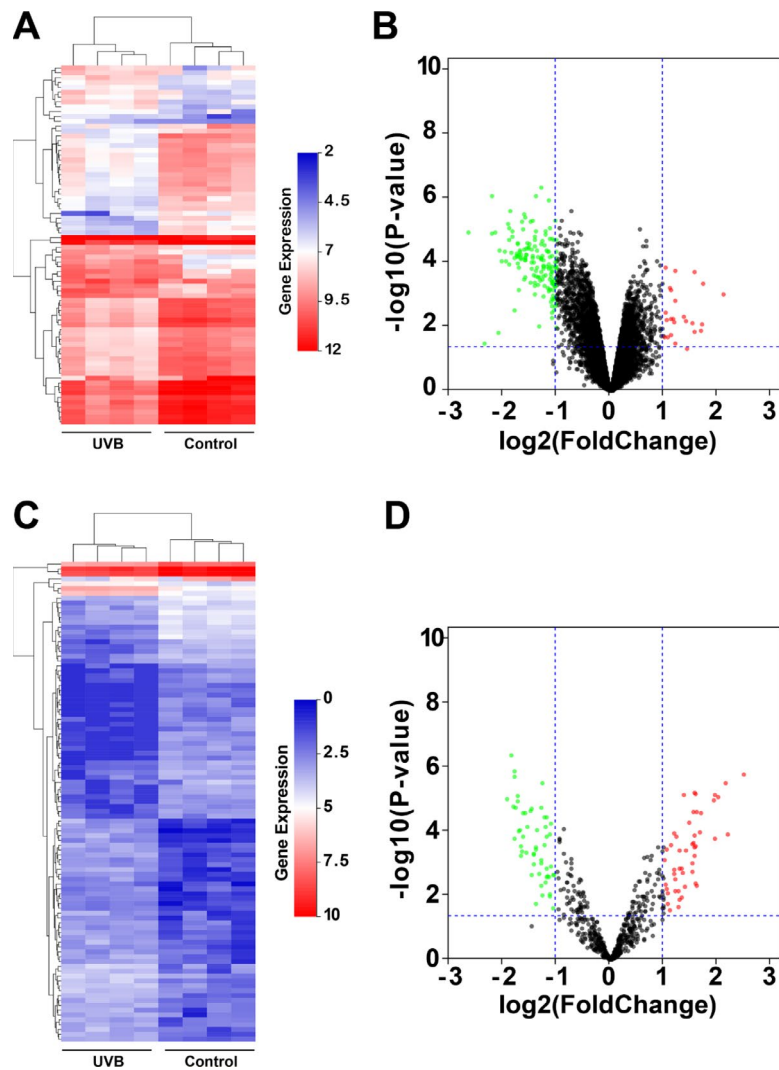 A
2
4.5
7
9.5
12
Gene Expression
UVB Control
B
10
8
6
4
2
0
-log10(P-value)
-3 -2 -1 0 1 2 3
log2(FoldChange)
C
0
2.5
5
7.5
10
Gene Expression
UVB Control
D
10
8
6
4
2
0
-log10(P-value)
-3 -2 -1 0 1 2 3
log2(FoldChange)